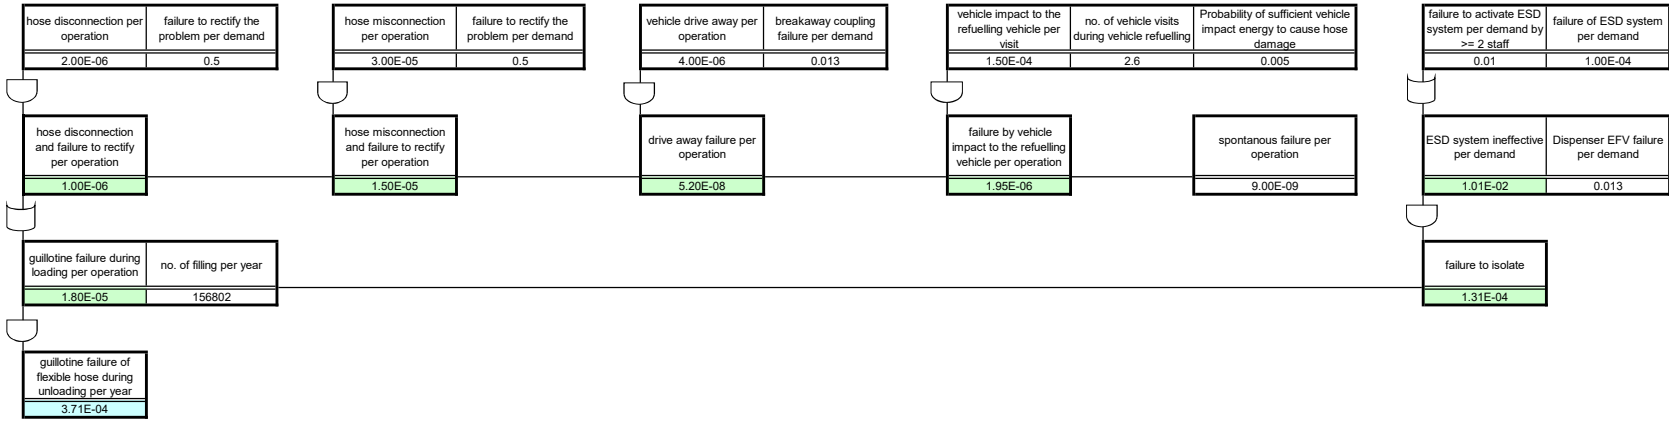 hose disconnection per
operation
failure to rectify the
problem per demand
2.00E-06
0.5
hose misconnection
per operation
failure to rectify the
problem per demand
3.00E-05
0.5
vehicle drive away per
operation
breakaway coupling
failure per demand
4.00E-06
0.013
vehicle impact to the
refuelling vehicle per
visit
no. of vehicle visits
during vehicle refuelling
Probability of sufficient vehicle
impact energy to cause hose
damage
1.50E-04
2.6
0.005
failure to activate ESD
system per demand by
>= 2 staff
failure of ESD system
per demand
0.01
1.00E-04
hose disconnection
and failure to rectify
per operation
1.00E-06
hose misconnection
and failure to rectify
per operation
1.50E-05
drive away failure per
operation
5.20E-08
failure by vehicle
impact to the refuelling
vehicle per operation
1.95E-06
spontanous failure per
operation
9.00E-09
ESD system ineffective
per demand
Dispenser EFV failure
per demand
1.01E-02
0.013
guillotine failure during
loading per operation
no. of filling per year
1.80E-05
156802
failure to isolate
1.31E-04
guillotine failure of
flexible hose during
unloading per year
3.71E-04